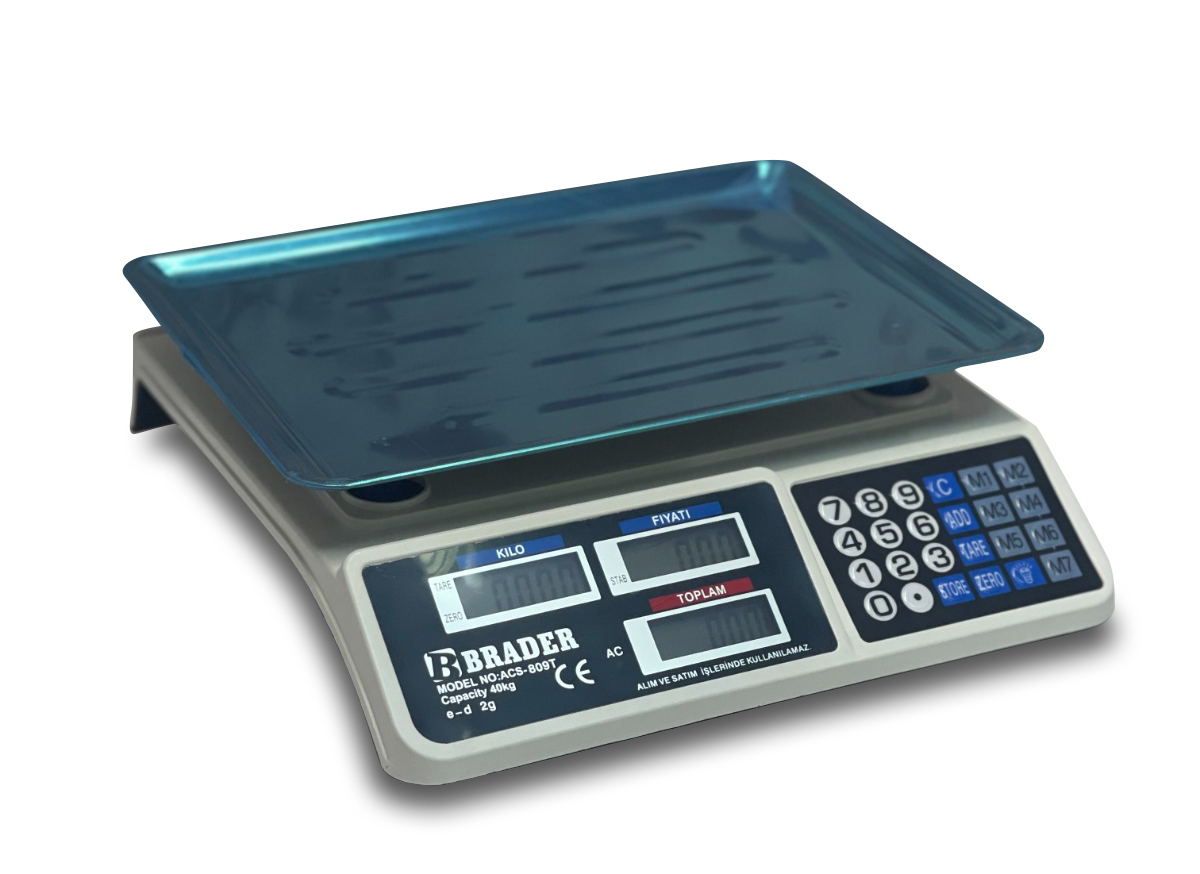 KILO
TARE
ZERO
FIYATI
STAB
TOPLAM
AC
B BRADER
MODEL NO:ACS-809T
Capacity 40kg
e-d 2g
CE
ALIM VE SATIM İŞLERİNDE KULLANILAMAZ.
7 8 9 C M1 M2
4 5 6 ADD M3 M4
1 2 3 TARE M5 M6
0 . STORE ZERO M7